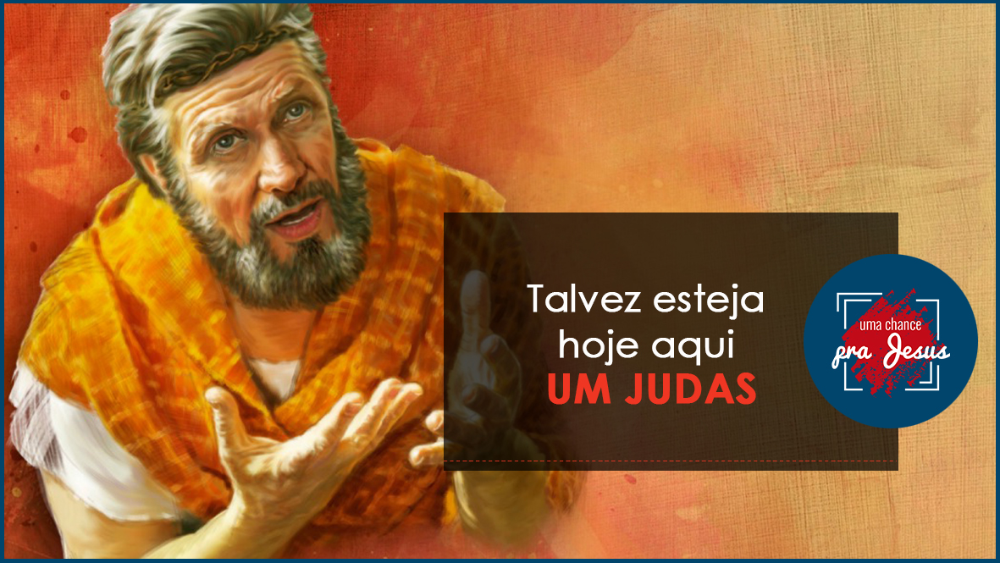 Talvez esteja
hoje aqui
UM JUDAS
uma chance
pra Jesus